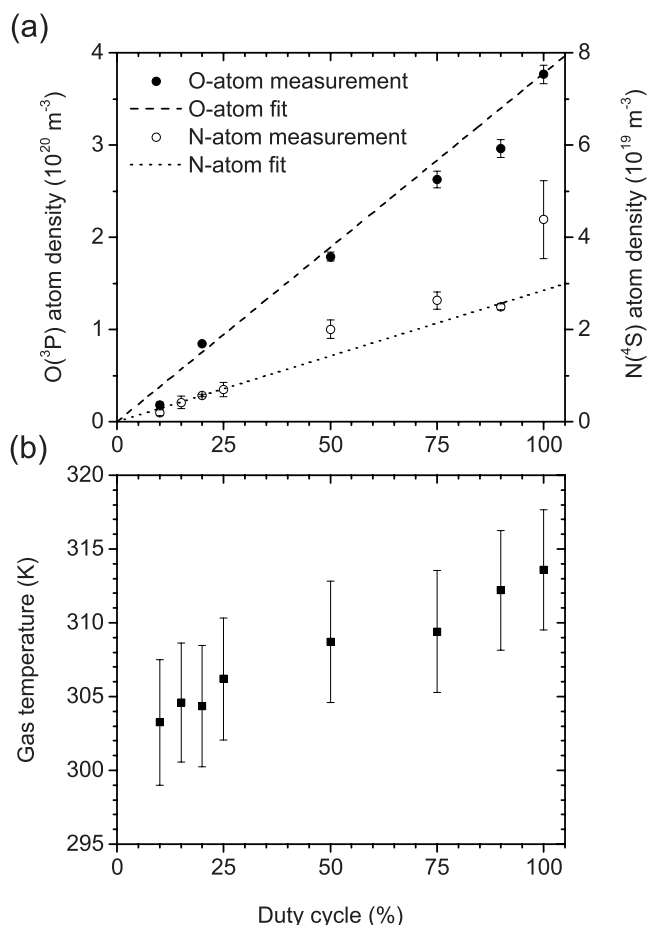 (a)
4
3
2
1
0
O(³P) atom density (10²⁰ m⁻³)
8
6
4
2
0
N(⁴S) atom density (10¹⁹ m⁻³)
O-atom measurement
O-atom fit
N-atom measurement
N-atom fit
0 25 50 75 100
(b)
320
315
310
305
300
295
Gas temperature (K)
0 25 50 75 100
Duty cycle (%)